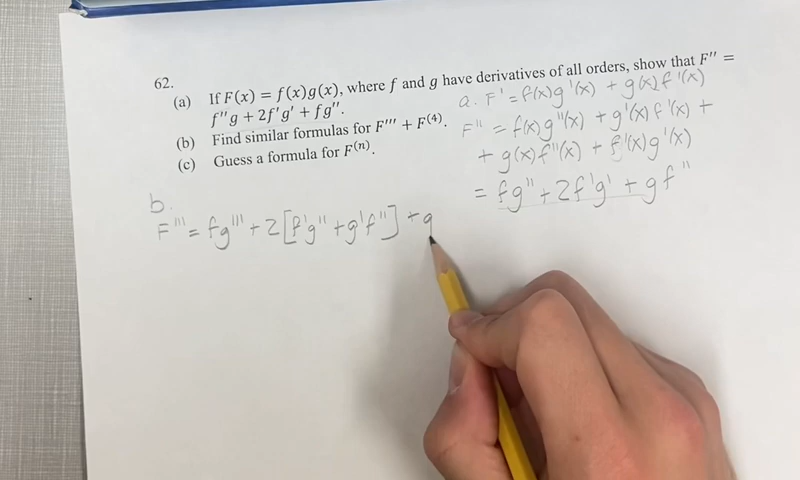 62.
(a) If F(x) = f(x)g(x), where f and g have derivatives of all orders, show that F'' =
f''g + 2f'g' + fg''.
(b) Find similar formulas for F''' + F(4).
(c) Guess a formula for F(n).
a. F' = f(x)g'(x) + g(x)f'(x)
F'' = f(x)g''(x) + g'(x)f'(x) +
+ g(x)f''(x) + f'(x)g'(x)
= fg'' + 2f'g' + gf''
b.
F''' = fg''' + 2[f'g'' + g'f''] + g